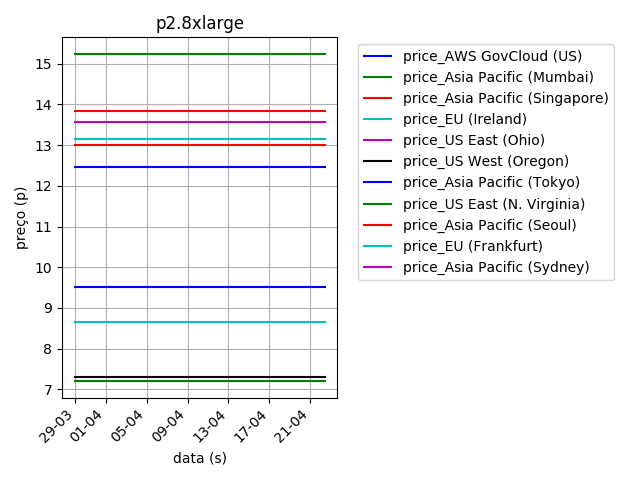 p2.8xlarge
preço (p)
15
14
13
12
11
10
9
8
7
29-03
01-04
05-04
09-04
13-04
17-04
21-04
data (s)
price_AWS GovCloud (US)
price_Asia Pacific (Mumbai)
price_Asia Pacific (Singapore)
price_EU (Ireland)
price_US East (Ohio)
price_US West (Oregon)
price_Asia Pacific (Tokyo)
price_US East (N. Virginia)
price_Asia Pacific (Seoul)
price_EU (Frankfurt)
price_Asia Pacific (Sydney)